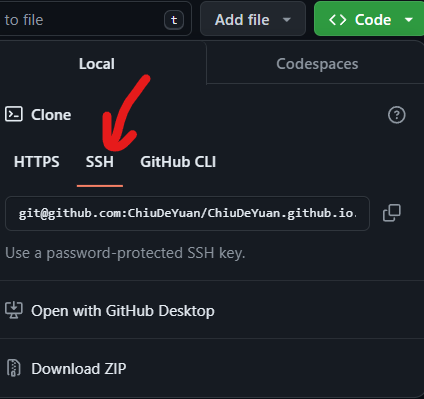 to file
t
Add file
<> Code
Local
Codespaces
Clone
HTTPS
SSH
GitHub CLI
git@github.com:ChiuDeYuan/ChiuDeYuan.github.io.
Use a password-protected SSH key.
Open with GitHub Desktop
Download ZIP